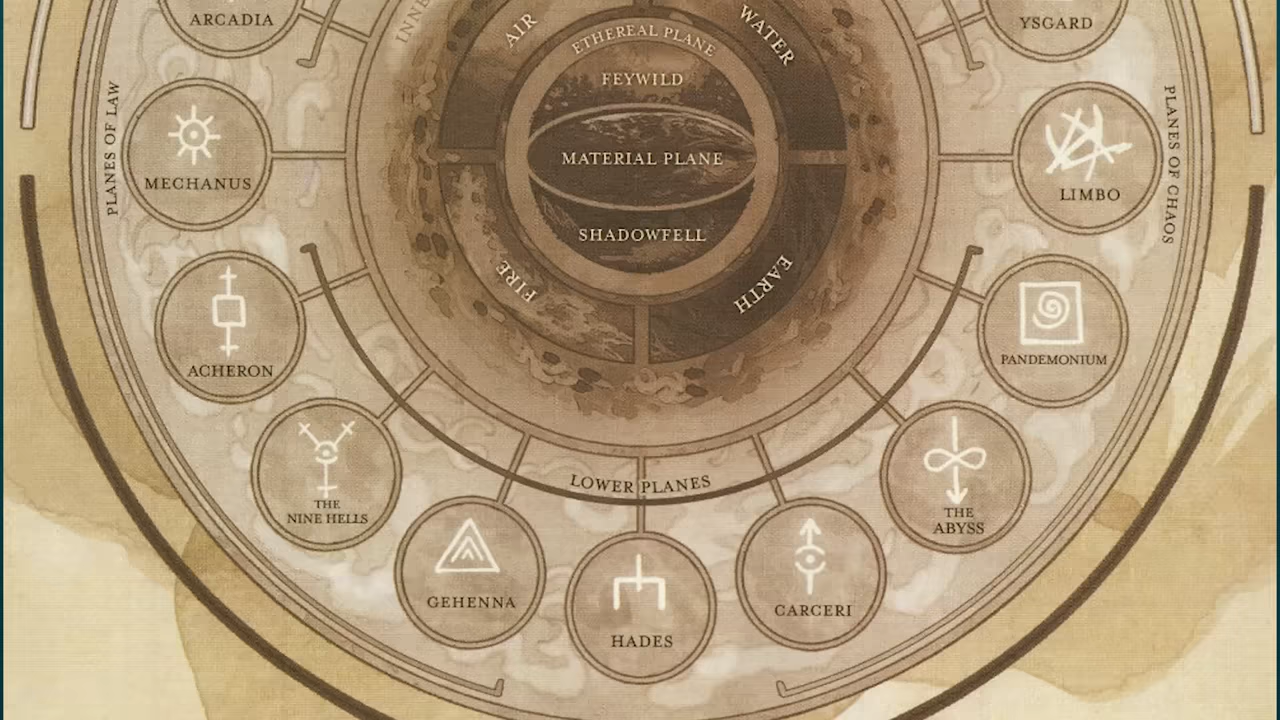 ARCADIA
INNE
AIR
WATER
YSGARD
ETHEREAL PLANE
FEYWILD
PLANES OF LAW
MECHANUS
MATERIAL PLANE
LIMBO
PLANES OF CHAOS
SHADOWFELL
FIRE
EARTH
ACHERON
PANDEMONIUM
LOWER PLANES
THE
NINE HELLS
THE
ABYSS
GEHENNA
CARCERI
HADES